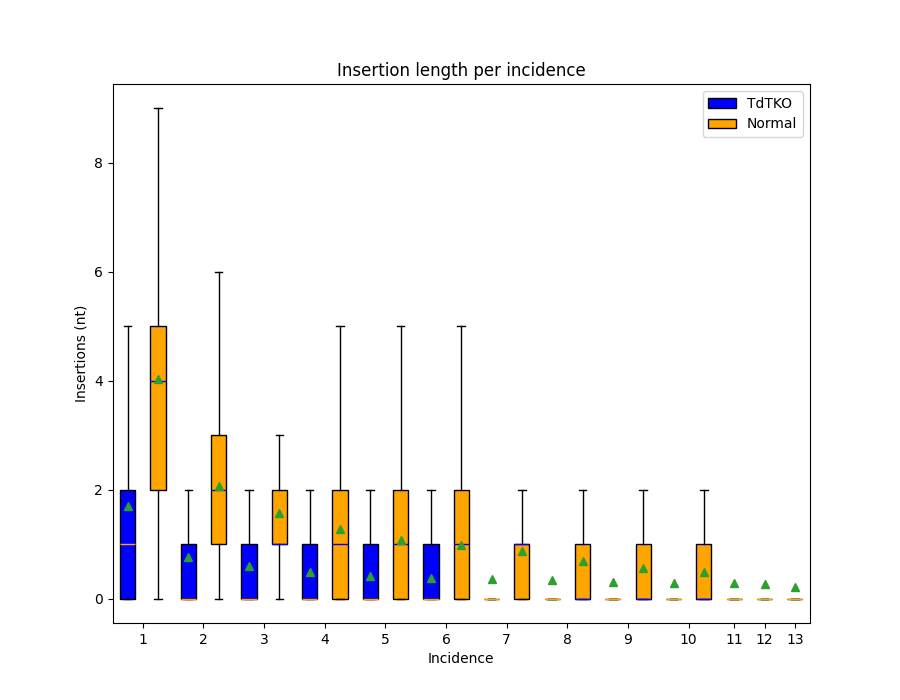 Insertion length per incidence
TdTKO
Normal
Insertions (nt)
8
6
4
2
0
1 2 3 4 5 6 7 8 9 10 11 12 13
Incidence